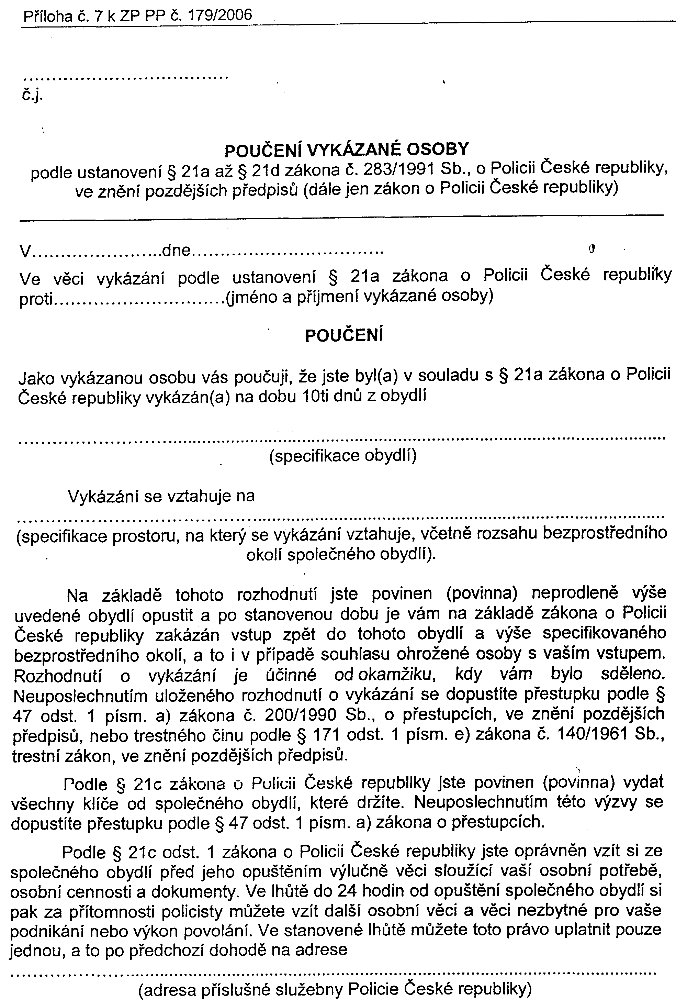 Příloha č. 7 k ZP PP č. 179/2006
..................................
č.j.
POUČENÍ VYKÁZANÉ OSOBY
podle ustanovení § 21a až § 21d zákona č. 283/1991 Sb., o Policii České republiky,
ve znění pozdějších předpisů (dále jen zákon o Policii České republiky)
V......................dne.................................
Ve věci vykázání podle ustanovení § 21a zákona o Policii České republiky
proti.............................(jméno a příjmení vykázané osoby)
POUČENÍ
Jako vykázanou osobu vás poučuji, že jste byl(a) v souladu s § 21a zákona o Policii
České republiky vykázán(a) na dobu 10ti dnů z obydlí
................................................................................................................
(specifikace obydlí)
Vykázání se vztahuje na
................................................................................................................
(specifikace prostoru, na který se vykázání vztahuje, včetně rozsahu bezprostředního
okolí společného obydlí).
Na základě tohoto rozhodnutí jste povinen (povinna) neprodleně výše
uvedené obydlí opustit a po stanovenou dobu je vám na základě zákona o Policii
České republiky zakázán vstup zpět do tohoto obydlí a výše specifikovaného
bezprostředního okolí, a to i v případě souhlasu ohrožené osoby s vaším vstupem.
Rozhodnutí o vykázání je účinné od okamžiku, kdy vám bylo sděleno.
Neuposlechnutím uloženého rozhodnutí o vykázání se dopustíte přestupku podle §
47 odst. 1 písm. a) zákona č. 200/1990 Sb., o přestupcích, ve znění pozdějších
předpisů, nebo trestného činu podle § 171 odst. 1 písm. e) zákona č. 140/1961 Sb.,
trestní zákon, ve znění pozdějších předpisů.
Podle § 21c zákona o Policii České republiky jste povinen (povinna) vydat
všechny klíče od společného obydlí, které držíte. Neuposlechnutím této výzvy se
dopustíte přestupku podle § 47 odst. 1 písm. a) zákona o přestupcích.
Podle § 21c odst. 1 zákona o Policii České republiky jste oprávněn vzít si ze
společného obydlí před jeho opuštěním výlučně věci sloužící vaší osobní potřebě,
osobní cennosti a dokumenty. Ve lhůtě do 24 hodin od opuštění společného obydlí si
pak za přítomnosti policisty můžete vzít další osobní věci a věci nezbytné pro vaše
podnikání nebo výkon povolání. Ve stanovené lhůtě můžete toto právo uplatnit pouze
jednou, a to po předchozí dohodě na adrese
................................................................................................................
(adresa příslušné služebny Policie České republiky)